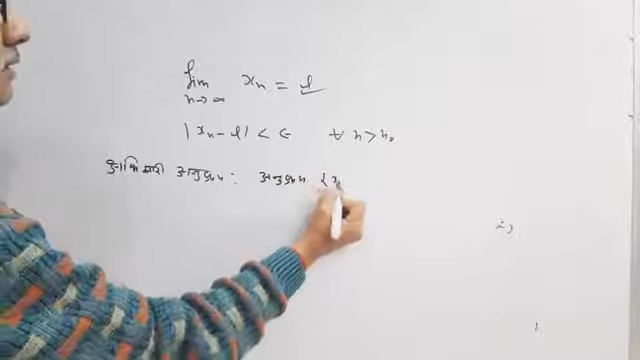 lim n→∞ xₙ = l
|xₙ - l| < ∈ ∀ n > n₀
अनुक्रम : अनुक्रम {x